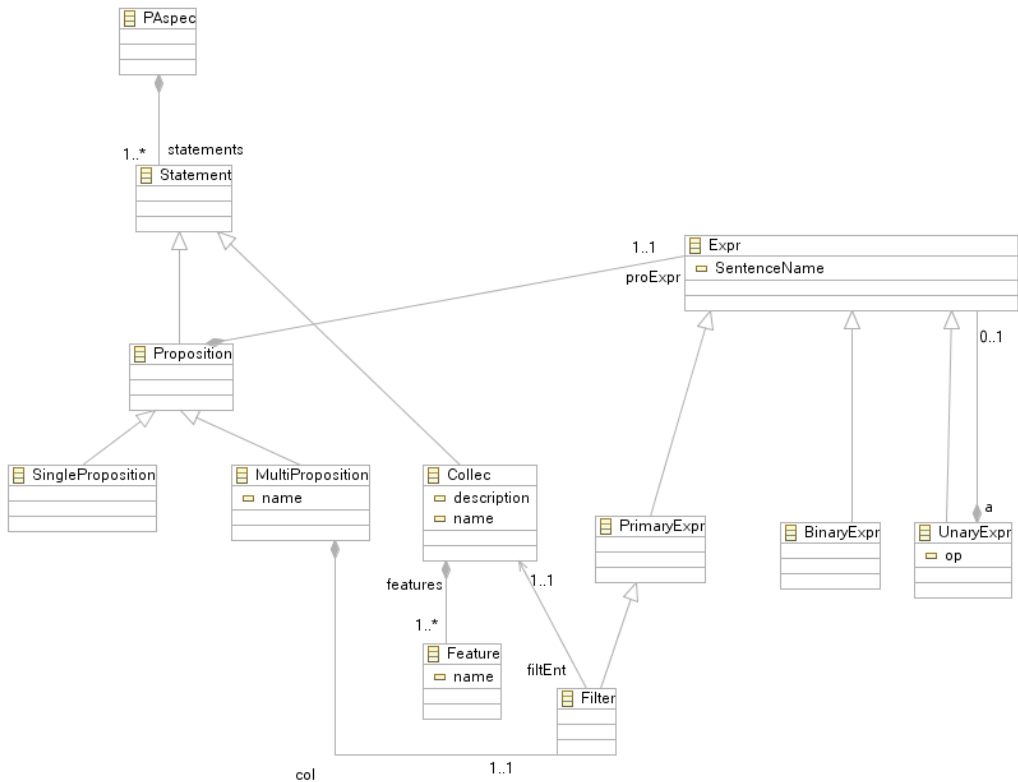 PAspec
1..*
statements
Statement
Expr
SentenceName
1..1
proExpr
0..1
Proposition
SingleProposition
MultiProposition
name
Collec
description
name
a
PrimaryExpr
BinaryExpr
UnaryExpr
op
features
1..1
1..*
Feature
name
filtEnt
Filter
col
1..1